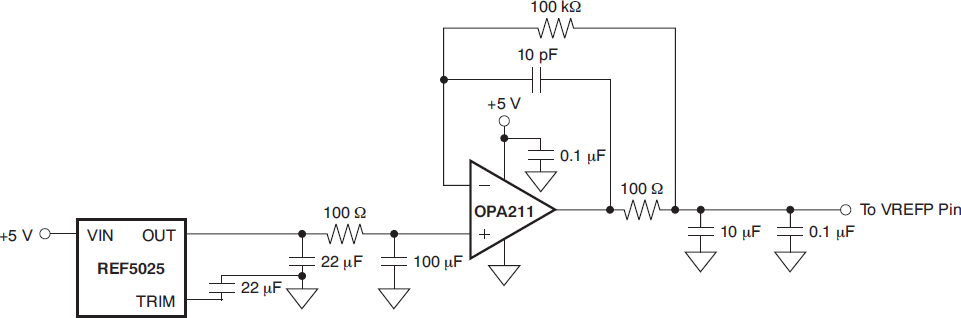 100 kΩ
10 pF
+5 V
0.1 µF
100 Ω
OPA211
−
+
To VREFP Pin
10 µF
0.1 µF
100 Ω
+5 V
VIN
OUT
REF5025
TRIM
22 µF
22 µF
100 µF